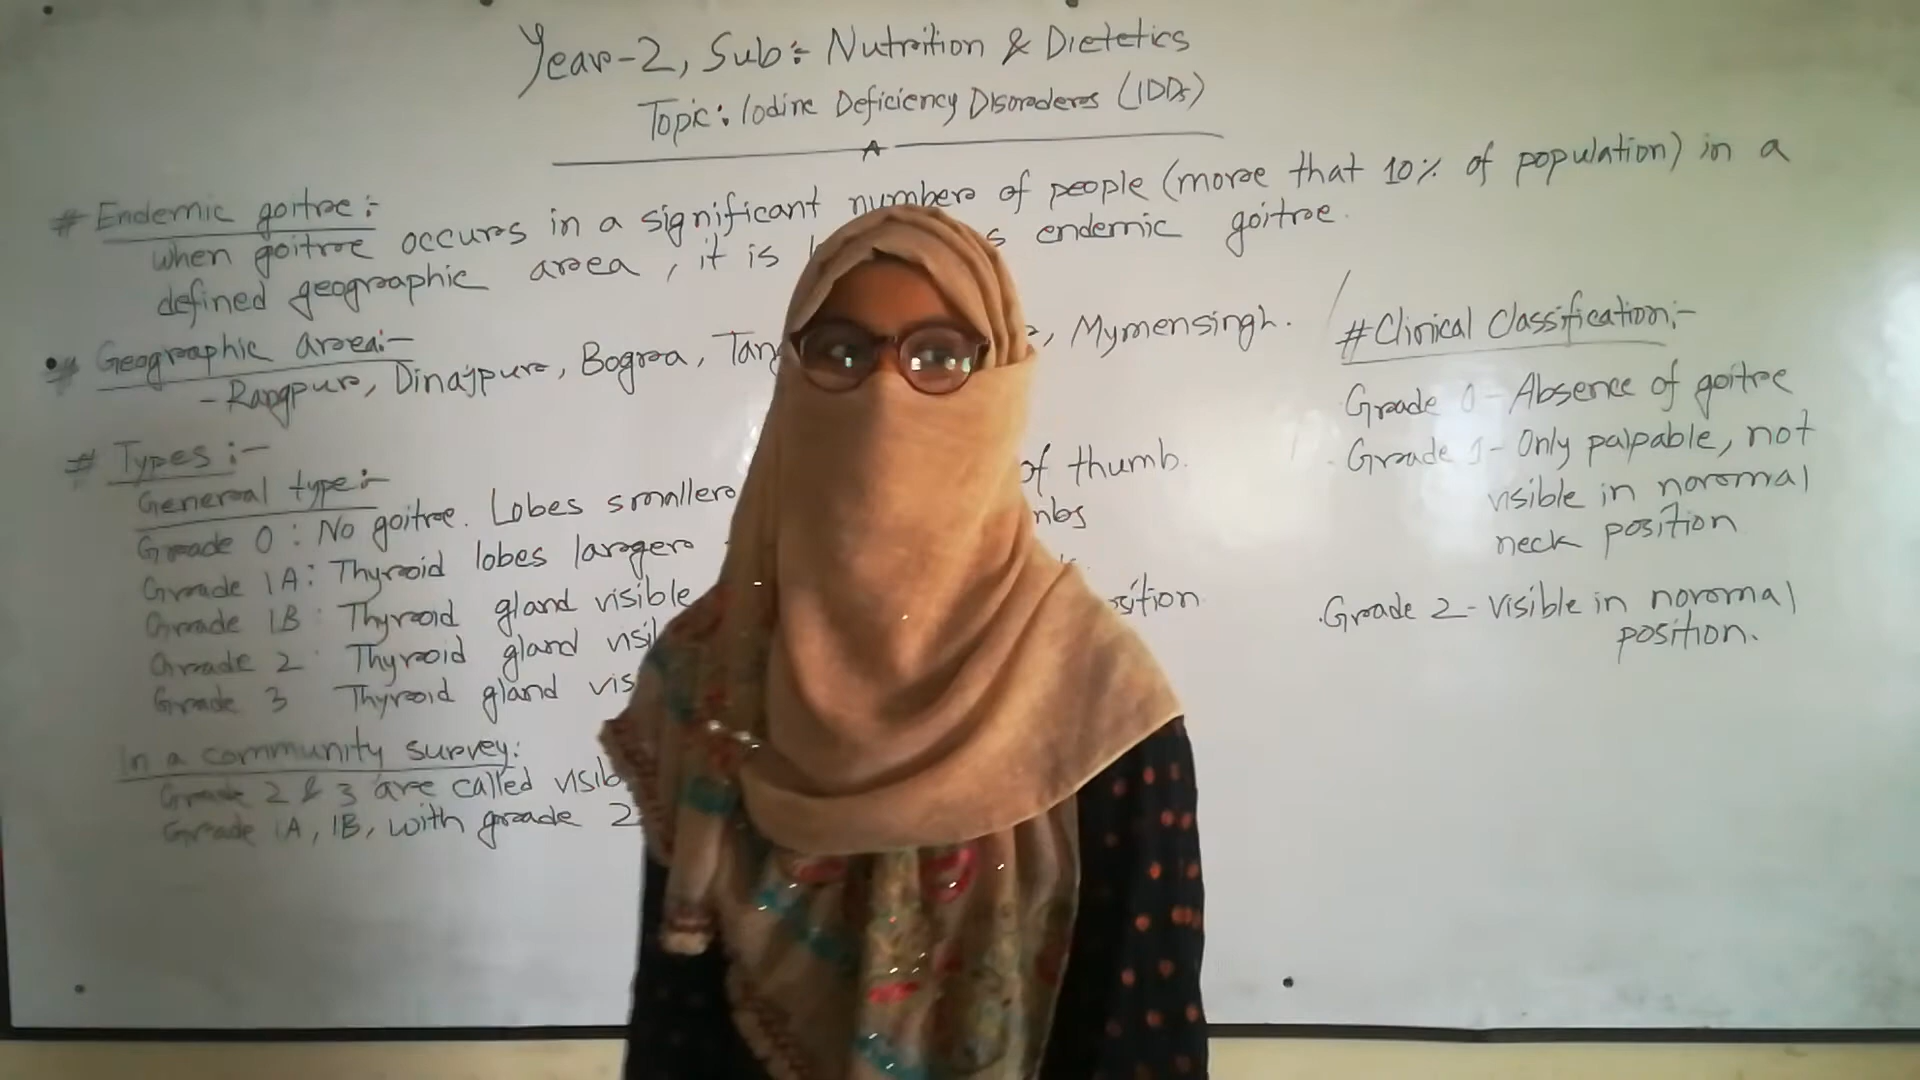 Year-2, Sub: Nutrition & Dietetics
Topic: Iodine Deficiency Disorders (IDDs)
# Endemic goitre:-
when goitre occurs in a significant numbers of people (more that 10% of population) in a
defined geographic area, it is s endemic goitre.
# Geographic area:-
- Rangpur, Dinajpur, Bogra, Tang , Mymensingh.
# Types:-
General type:-
Grade 0: No goitre. Lobes smaller of thumb.
Grade 1A: Thyroid lobes larger mbs
Grade 1B: Thyroid gland visible
Grade 2: Thyroid gland visib sition
Grade 3 Thyroid gland vis
In a community survey:
Grade 2 & 3 are called visib
Grade 1A, 1B, with grade 2
# Clinical Classification:-
Grade 0- Absence of goitre
Grade 1- Only palpable, not
visible in normal
neck position
Grade 2- visible in normal
position.